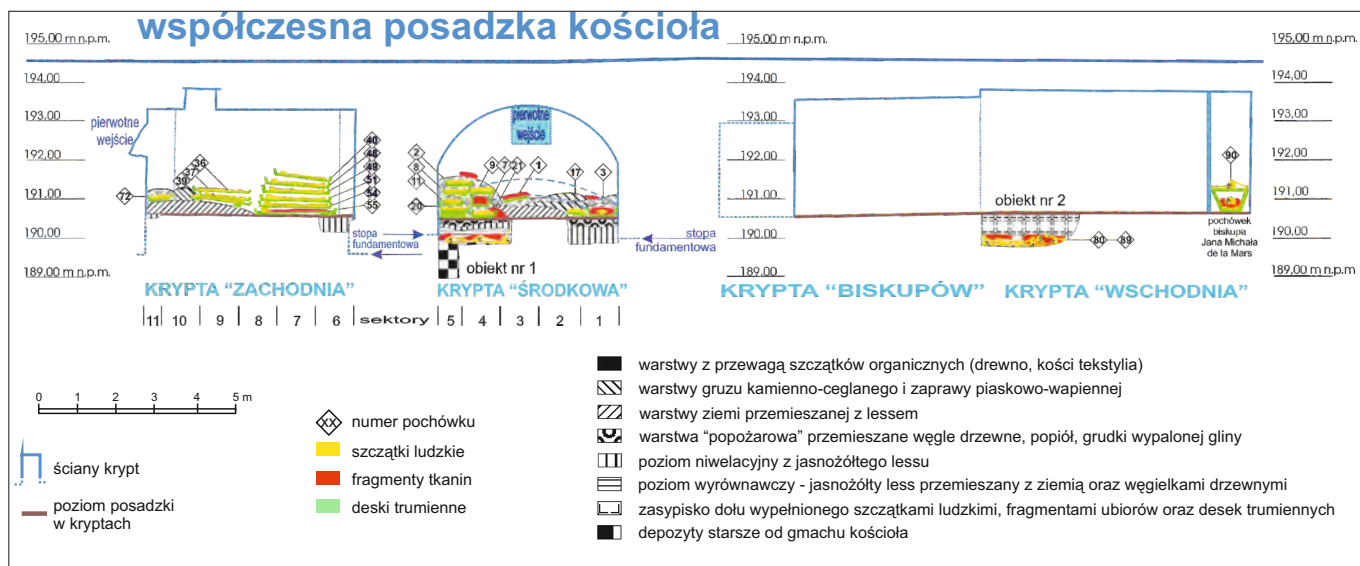 współczesna posadzka kościoła
195,00 m n.p.m.
195,00 m n.p.m.
195,00 m n.p.m.
194,00
194,00
194,00
193,00
193,00
193,00
192,00
192,00
192,00
191,00
191,00
191,00
190,00
190,00
190,00
189,00 m n.p.m.
189,00
189,00 m n.p.m
pierwotne
wejście
72
39
37
36
40
48
49
51
54
55
stopa
fundamentowa
pierwotne
wejście
2
8
11
20
9
7
21
1
17
3
stopa
fundamentowa
obiekt nr 1
obiekt nr 2
80
89
90
pochówek
biskupa
Jana Michała
de la Mars
KRYPTA "ZACHODNIA"
KRYPTA "ŚRODKOWA"
KRYPTA "BISKUPÓW"
KRYPTA "WSCHODNIA"
11 10 9 8 7 6 sektory 5 4 3 2 1
0 1 2 3 4 5 m
ściany krypt
poziom posadzki
w kryptach
xx numer pochówku
szczątki ludzkie
fragmenty tkanin
deski trumienne
warstwy z przewagą szczątków organicznych (drewno, kości tekstylia)
warstwy gruzu kamienno-ceglanego i zaprawy piaskowo-wapiennej
warstwy ziemi przemieszanej z lessem
warstwa "popożarowa" przemieszane węgle drzewne, popiół, grudki wypalonej gliny
poziom niwelacyjny z jasnożółtego lessu
poziom wyrównawczy - jasnożółty less przemieszany z ziemią oraz węgielkami drzewnymi
zasypisko dołu wypełnionego szczątkami ludzkimi, fragmentami ubiorów oraz desek trumiennych
depozyty starsze od gmachu kościoła